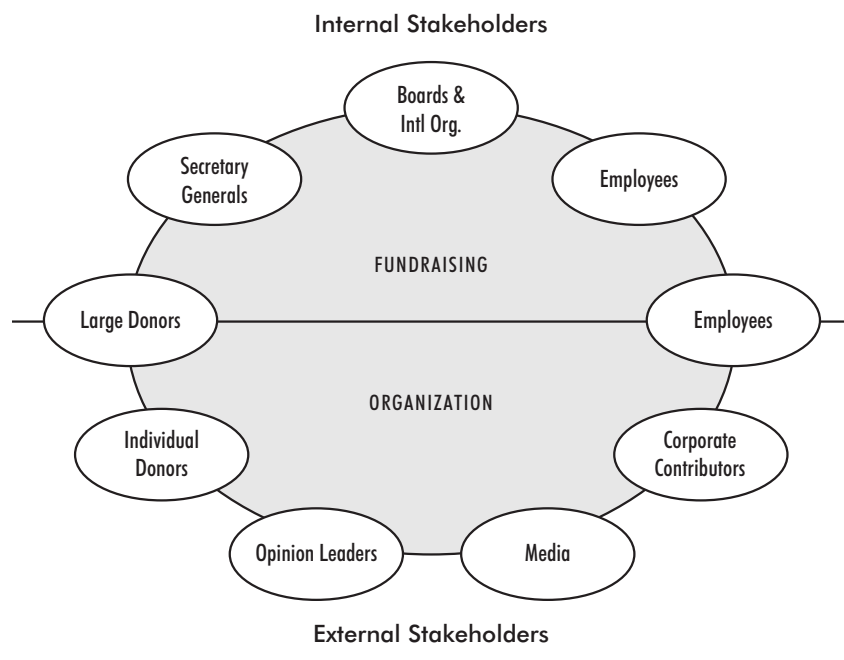 Internal Stakeholders
Boards &
Intl Org.
Secretary
Generals
Employees
FUNDRAISING
Large Donors
Employees
ORGANIZATION
Individual
Donors
Corporate
Contributors
Opinion Leaders
Media
External Stakeholders